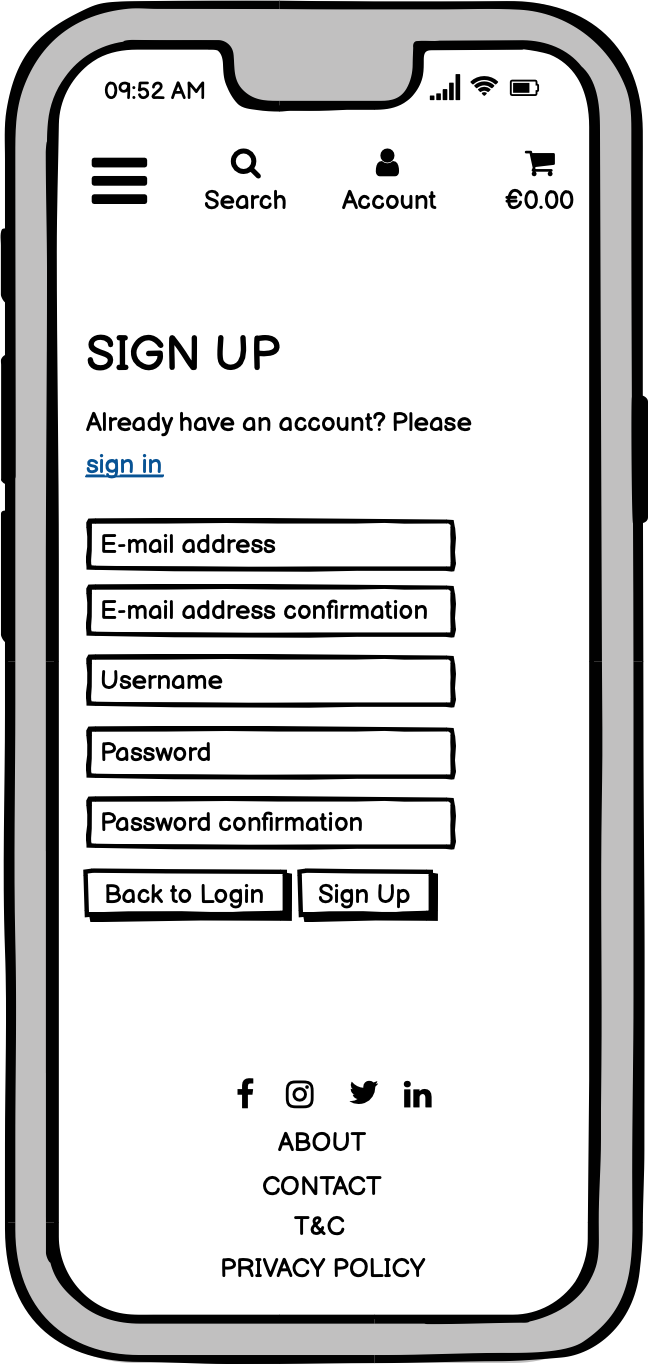 09:52 AM
Search
Account
€0.00
SIGN UP
Already have an account? Please
sign in
E-mail address
E-mail address confirmation
Username
Password
Password confirmation
Back to Login
Sign Up
ABOUT
CONTACT
T&C
PRIVACY POLICY